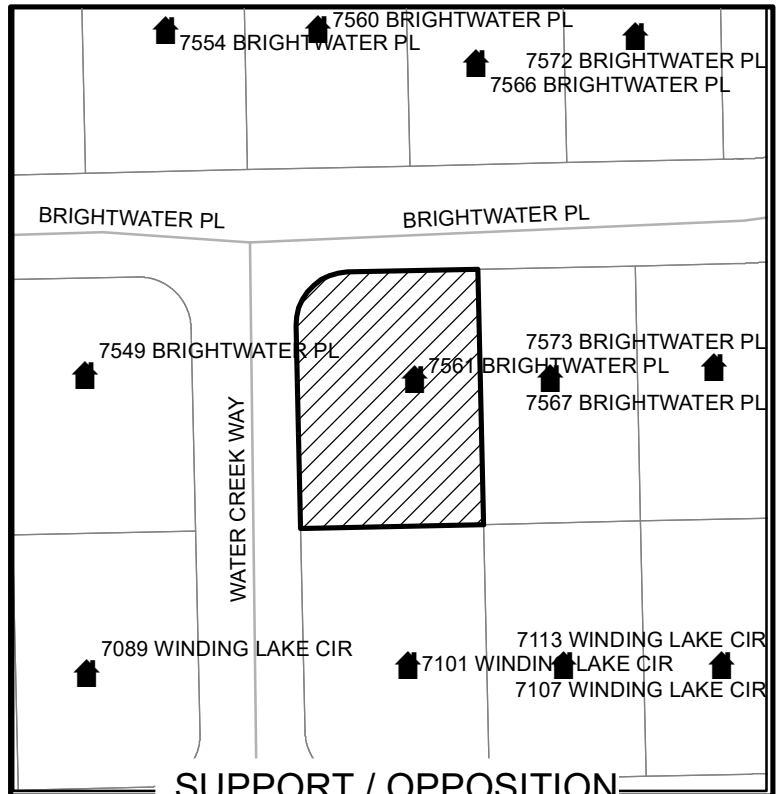 7560 BRIGHTWATER PL
7554 BRIGHTWATER PL
7572 BRIGHTWATER PL
7566 BRIGHTWATER PL
BRIGHTWATER PL
BRIGHTWATER PL
7549 BRIGHTWATER PL
7573 BRIGHTWATER PL
7561 BRIGHTWATER PL
7567 BRIGHTWATER PL
WATER CREEK WAY
7089 WINDING LAKE CIR
7113 WINDING LAKE CIR
7101 WINDING LAKE CIR
7107 WINDING LAKE CIR
SUPPORT / OPPOSITION